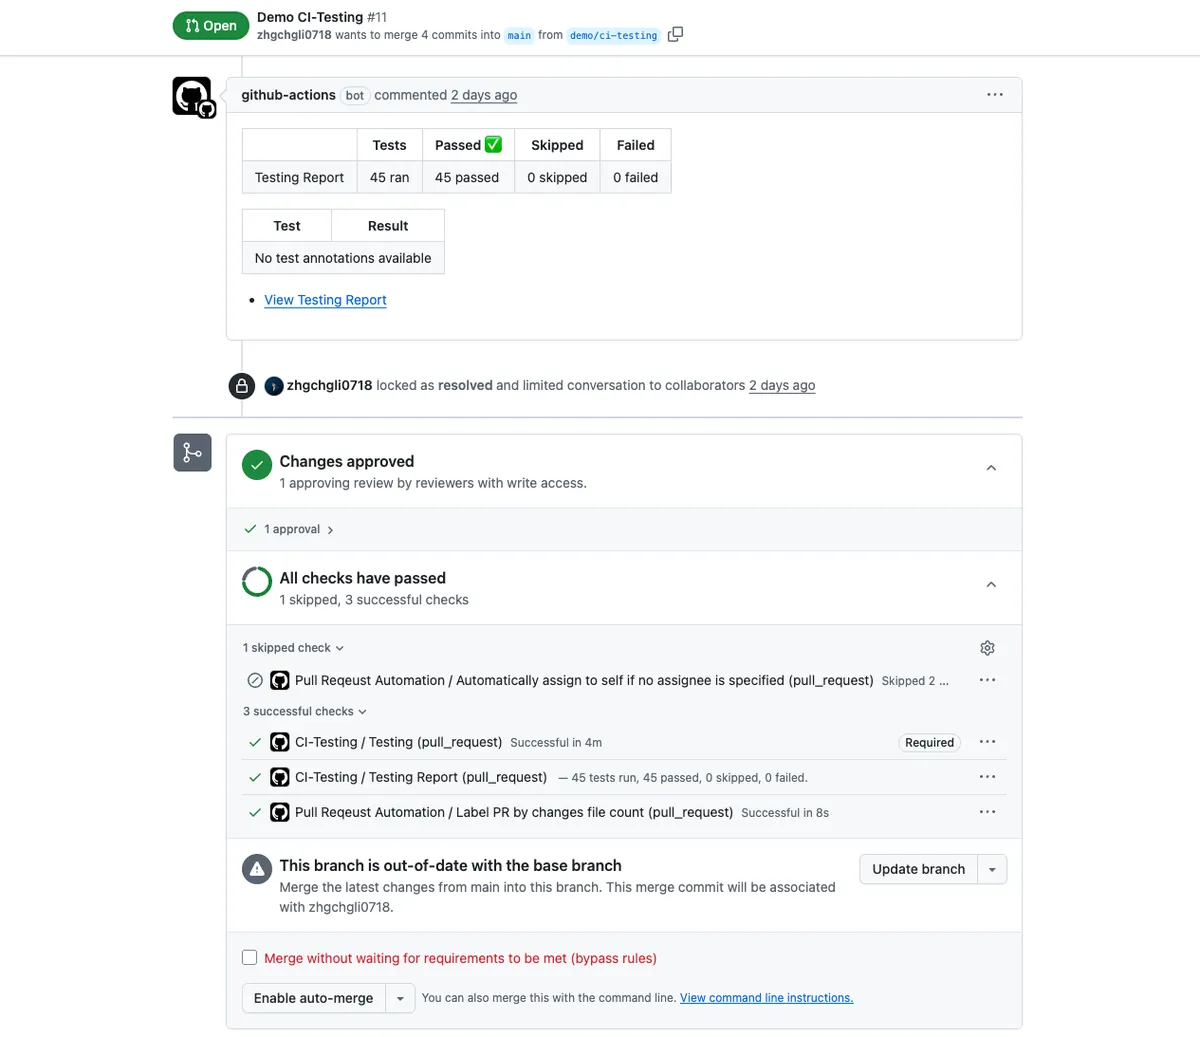 Open
Demo CI-Testing #11
zhgchgli0718 wants to merge 4 commits into main from demo/ci-testing
github-actions bot commented 2 days ago
Tests Passed ✅ Skipped Failed
Testing Report 45 ran 45 passed 0 skipped 0 failed
Test Result
No test annotations available
• View Testing Report
zhgchgli0718 locked as resolved and limited conversation to collaborators 2 days ago
Changes approved
1 approving review by reviewers with write access.
1 approval
All checks have passed
1 skipped, 3 successful checks
1 skipped check
Pull Reqeust Automation / Automatically assign to self if no assignee is specified (pull_request) Skipped 2 ...
3 successful checks
CI-Testing / Testing (pull_request) Successful in 4m Required
CI-Testing / Testing Report (pull_request) — 45 tests run, 45 passed, 0 skipped, 0 failed.
Pull Reqeust Automation / Label PR by changes file count (pull_request) Successful in 8s
This branch is out-of-date with the base branch
Merge the latest changes from main into this branch. This merge commit will be associated
with zhgchgli0718.
Update branch
Merge without waiting for requirements to be met (bypass rules)
Enable auto-merge You can also merge this with the command line. View command line instructions.